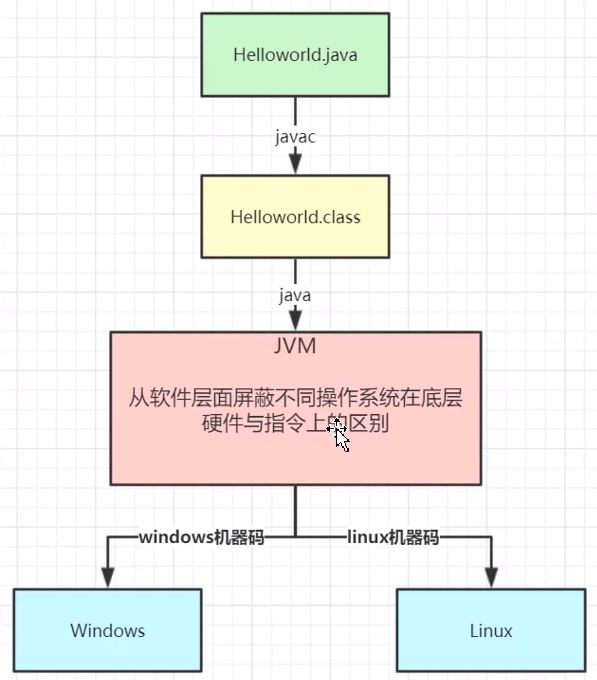 Helloworld.java
javac
Helloworld.class
java
JVM
从软件层面屏蔽不同操作系统在底层
硬件与指令上的区别
windows机器码
linux机器码
Windows
Linux